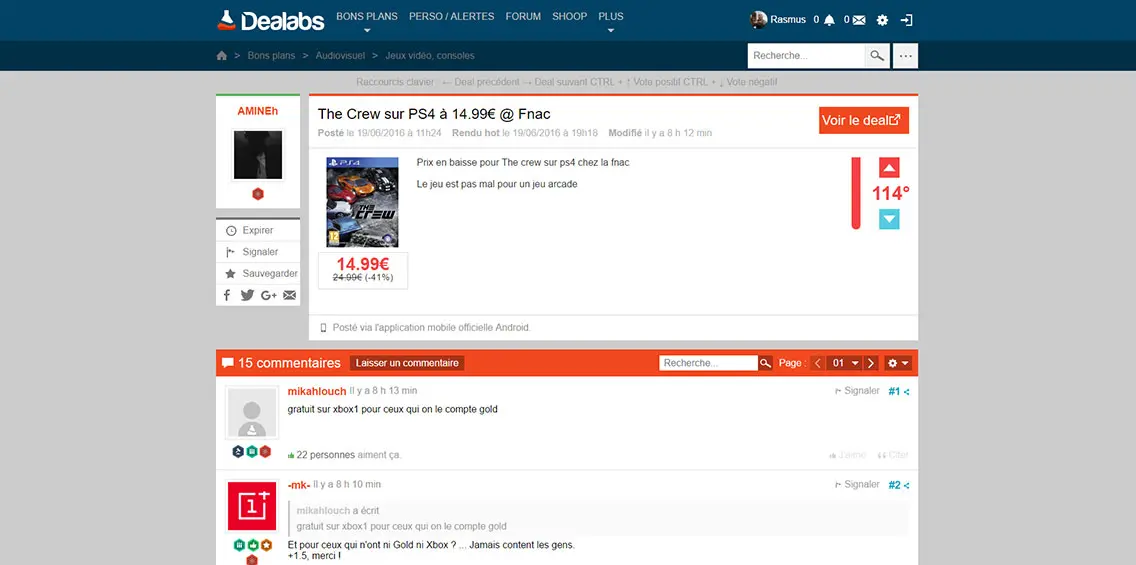 Dealabs BONS PLANS PERSO / ALERTES FORUM SHOOP PLUS Rasmus 0 0
> Bons plans > Audiovisuel > Jeux vidéo, consoles Recherche... ...
Raccourcis clavier : ← Deal précédent → Deal suivant CTRL + ↑ Vote positif CTRL + ↓ Vote négatif
AMINEh
The Crew sur PS4 à 14.99€ @ Fnac
Voir le deal
Posté le 19/06/2016 à 11h24 Rendu hot le 19/06/2016 à 19h18 Modifié il y a 8 h 12 min
PS4
THE CREW
Prix en baisse pour The crew sur ps4 chez la fnac
Le jeu est pas mal pour un jeu arcade
114°
14.99€
24.99€ (-41%)
Expirer
Signaler
Sauvegarder
G+
Posté via l'application mobile officielle Android.
15 commentaires Laisser un commentaire Recherche... Page : 01
mikahlouch Il y a 8 h 13 min Signaler #1
gratuit sur xbox1 pour ceux qui on le compte gold
22 personnes aiment ça. J'aime Citer
-mk- Il y a 8 h 10 min Signaler #2
mikahlouch a écrit
gratuit sur xbox1 pour ceux qui on le compte gold
Et pour ceux qui n'ont ni Gold ni Xbox ? ... Jamais content les gens.
+1.5, merci !